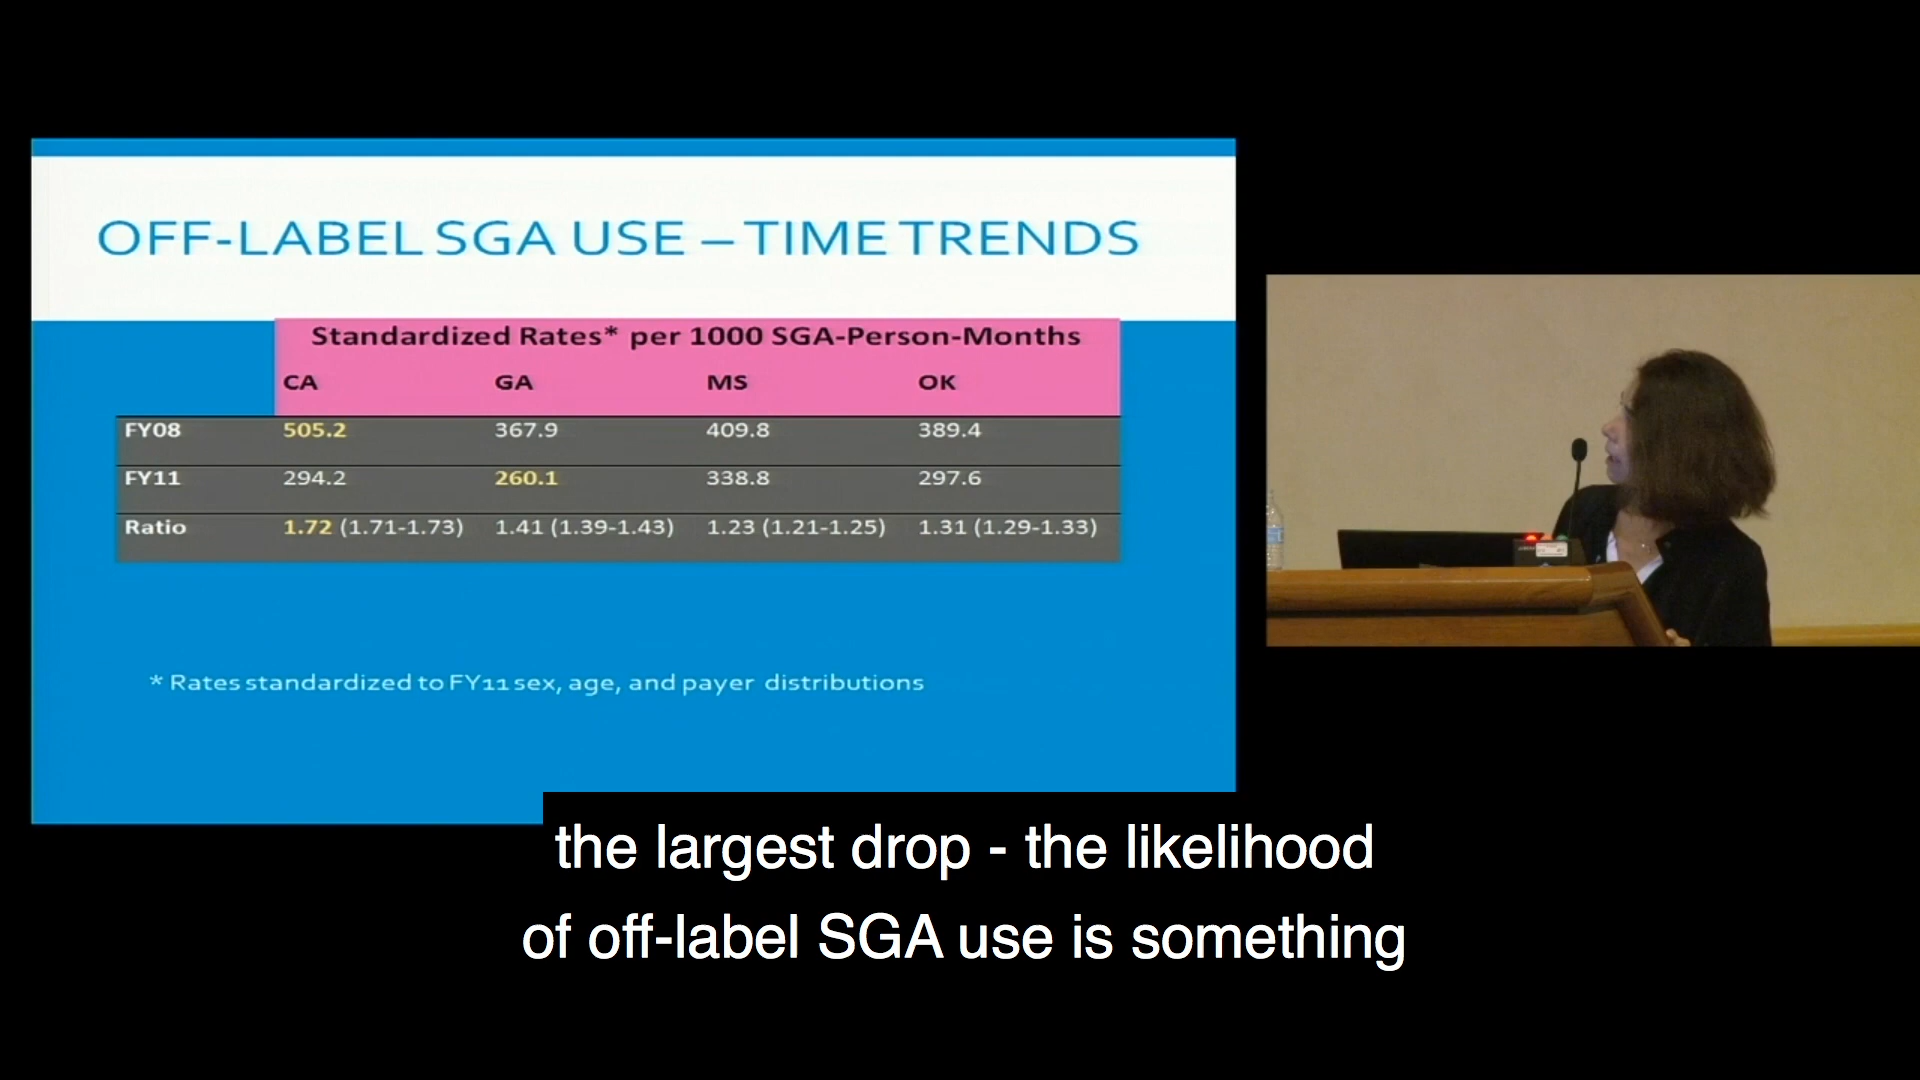 OFF-LABEL SGA USE – TIME TRENDS
Standardized Rates* per 1000 SGA-Person-Months
CA GA MS OK
FY08 505.2 367.9 409.8 389.4
FY11 294.2 260.1 338.8 297.6
Ratio 1.72 (1.71-1.73) 1.41 (1.39-1.43) 1.23 (1.21-1.25) 1.31 (1.29-1.33)
* Rates standardized to FY11 sex, age, and payer distributions
the largest drop - the likelihood
of off-label SGA use is something